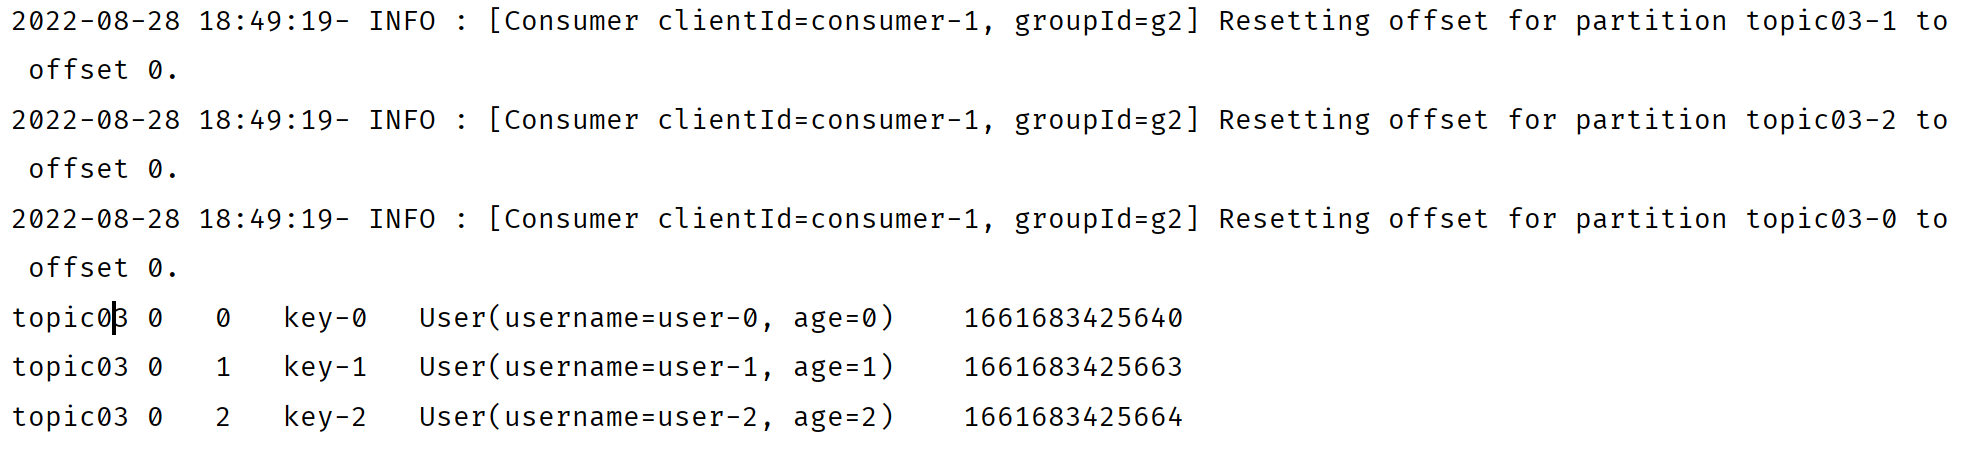 2022-08-28 18:49:19- INFO : [Consumer clientId=consumer-1, groupId=g2] Resetting offset for partition topic03-1 to
 offset 0.
2022-08-28 18:49:19- INFO : [Consumer clientId=consumer-1, groupId=g2] Resetting offset for partition topic03-2 to
 offset 0.
2022-08-28 18:49:19- INFO : [Consumer clientId=consumer-1, groupId=g2] Resetting offset for partition topic03-0 to
 offset 0.
topic03 0   0   key-0   User(username=user-0, age=0)    1661683425640
topic03 0   1   key-1   User(username=user-1, age=1)    1661683425663
topic03 0   2   key-2   User(username=user-2, age=2)    1661683425664